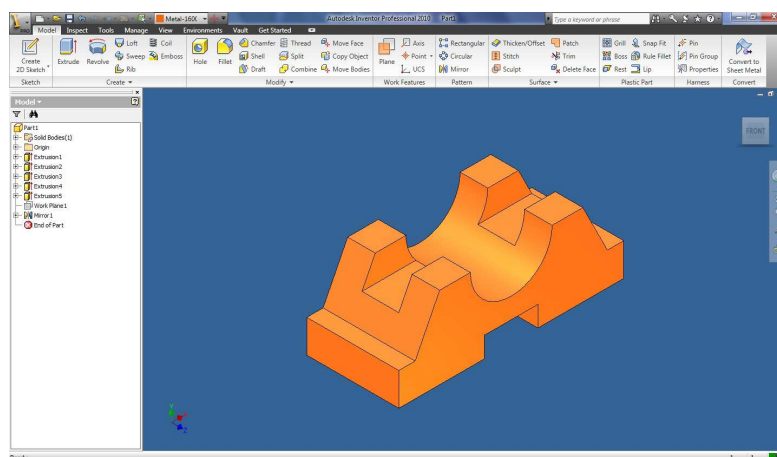 Metal-160(
Autodesk Inventor Professional 2010 Part1
Type a keyword or phrase
PRO
Model Inspect Tools Manage View Environments Vault Get Started
Create
2D Sketch
Extrude
Revolve
Loft
Sweep
Rib
Coil
Emboss
Hole
Fillet
Chamfer
Shell
Draft
Thread
Split
Combine
Move Face
Copy Object
Move Bodies
Plane
Axis
Point
UCS
Rectangular
Circular
Mirror
Thicken/Offset
Stitch
Sculpt
Patch
Trim
Delete Face
Grill
Boss
Rest
Snap Fit
Rule Fillet
Lip
Pin
Pin Group
Properties
Convert to
Sheet Metal
Sketch Create Modify Work Features Pattern Surface Plastic Part Harness Convert
Model
Part1
Solid Bodies(1)
Origin
Extrusion1
Extrusion2
Extrusion3
Extrusion4
Extrusion5
Work Plane1
Mirror1
End of Part
FRONT
Y
Z